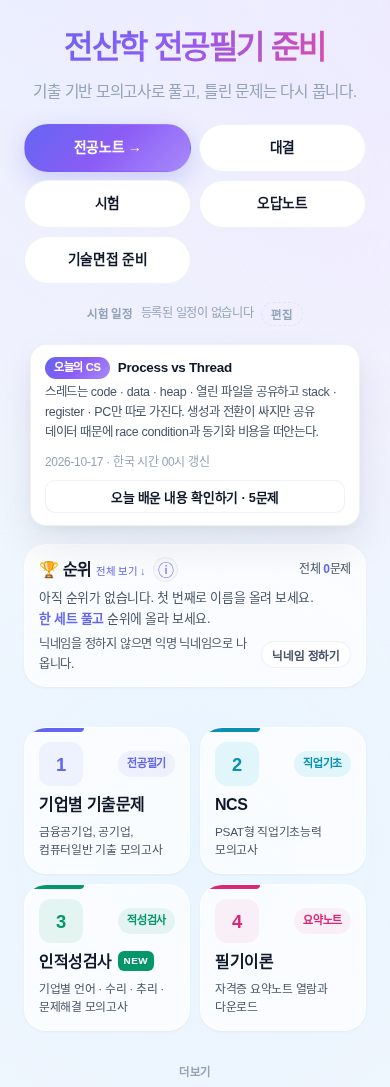 전산학 전공필기 준비
기출 기반 모의고사로 풀고, 틀린 문제는 다시 풉니다.
전공노트 →
대결
시험
오답노트
기술면접 준비
시험 일정 등록된 일정이 없습니다 편집
오늘의 CS Process vs Thread
스레드는 code · data · heap · 열린 파일을 공유하고 stack ·
register · PC만 따로 가진다. 생성과 전환이 싸지만 공유
데이터 때문에 race condition과 동기화 비용을 떠안는다.
2026-10-17 · 한국 시간 00시 갱신
오늘 배운 내용 확인하기 · 5문제
🏆 순위 전체 보기 ↓ ⓘ 전체 0문제
아직 순위가 없습니다. 첫 번째로 이름을 올려 보세요.
한 세트 풀고 순위에 올라 보세요.
닉네임을 정하지 않으면 익명 닉네임으로 나
옵니다.
닉네임 정하기
1 전공필기
기업별 기출문제
금융공기업, 공기업,
컴퓨터일반 기출 모의고사
2 직업기초
NCS
PSAT형 직업기초능력
모의고사
3 적성검사
인적성검사 NEW
기업별 언어 · 수리 · 추리 ·
문제해결 모의고사
4 요약노트
필기이론
자격증 요약노트 열람과
다운로드
더보기